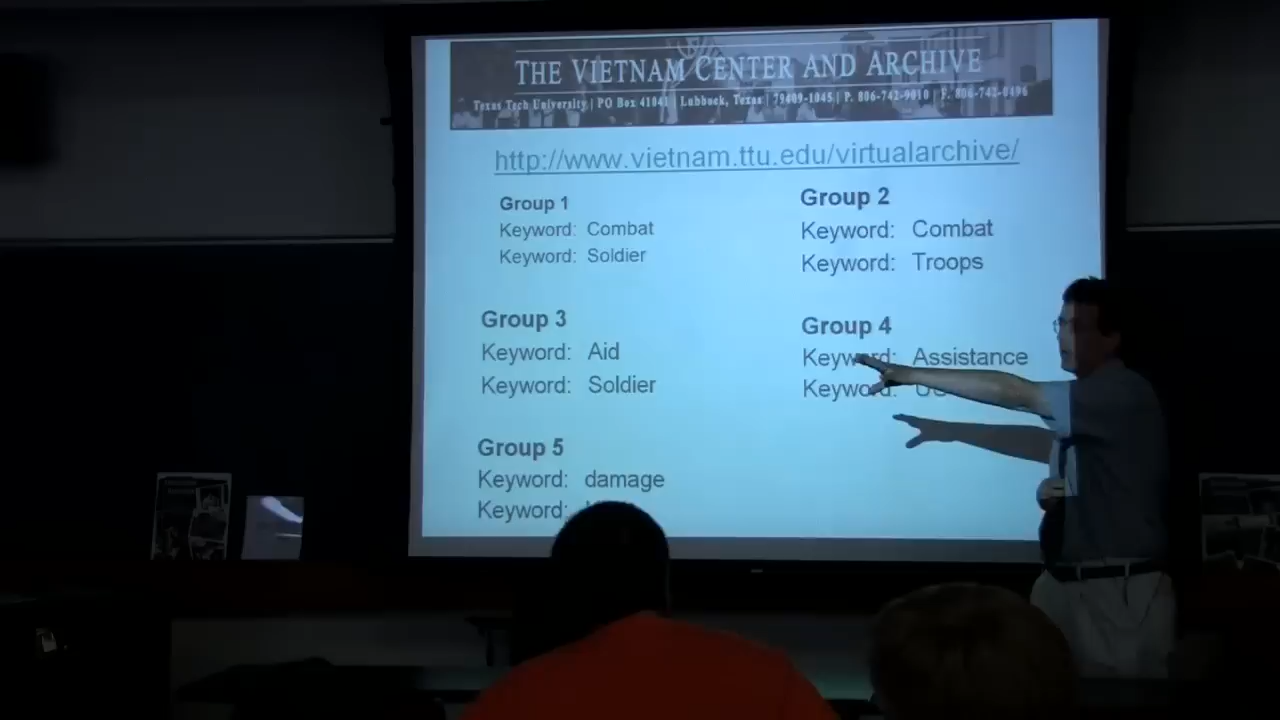 THE VIETNAM CENTER AND ARCHIVE
Texas Tech University | PO Box 41041 | Lubbock, Texas | 79409-1045 | P. 806-742-9010 | F. 806-742-0496
http://www.vietnam.ttu.edu/virtualarchive/
Group 1
Keyword: Combat
Keyword: Soldier
Group 2
Keyword: Combat
Keyword: Troops
Group 3
Keyword: Aid
Keyword: Soldier
Group 4
Keyword: Assistance
Keyword:
Group 5
Keyword: damage
Keyword: